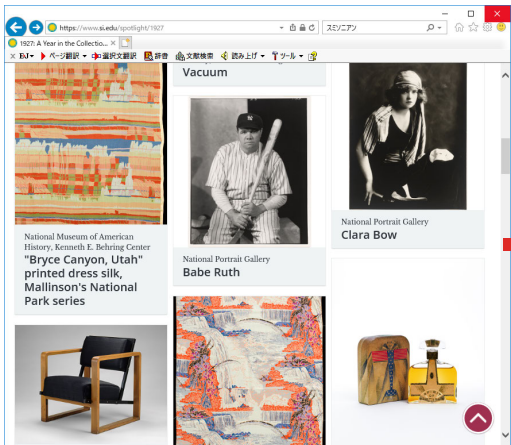 https://www.si.edu/spotlight/1927
スミソニアン
1927: A Year in the Collectio...
× EtJ ページ翻訳 選択文翻訳 辞書 文献検索 読み上げ ツール
Vacuum
National Museum of American
History, Kenneth E. Behring Center
"Bryce Canyon, Utah"
printed dress silk,
Mallinson's National
Park series
National Portrait Gallery
Babe Ruth
National Portrait Gallery
Clara Bow